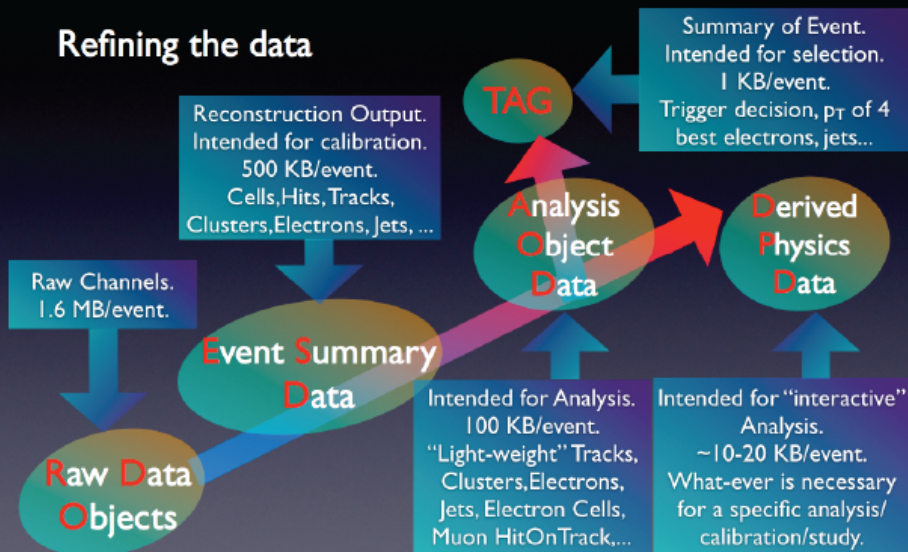 Refining the data
Summary of Event.
Intended for selection.
1 KB/event.
Trigger decision, pT of 4
best electrons, jets...
TAG
Reconstruction Output.
Intended for calibration.
500 KB/event.
Cells,Hits,Tracks,
Clusters,Electrons, Jets, ...
Analysis
Object
Data
Derived
Physics
Data
Raw Channels.
1.6 MB/event.
Event Summary
Data
Intended for Analysis.
100 KB/event.
“Light-weight” Tracks,
Clusters,Electrons,
Jets, Electron Cells,
Muon HitOnTrack,...
Intended for “interactive”
Analysis.
~10-20 KB/event.
What-ever is necessary
for a specific analysis/
calibration/study.
Raw Data
Objects